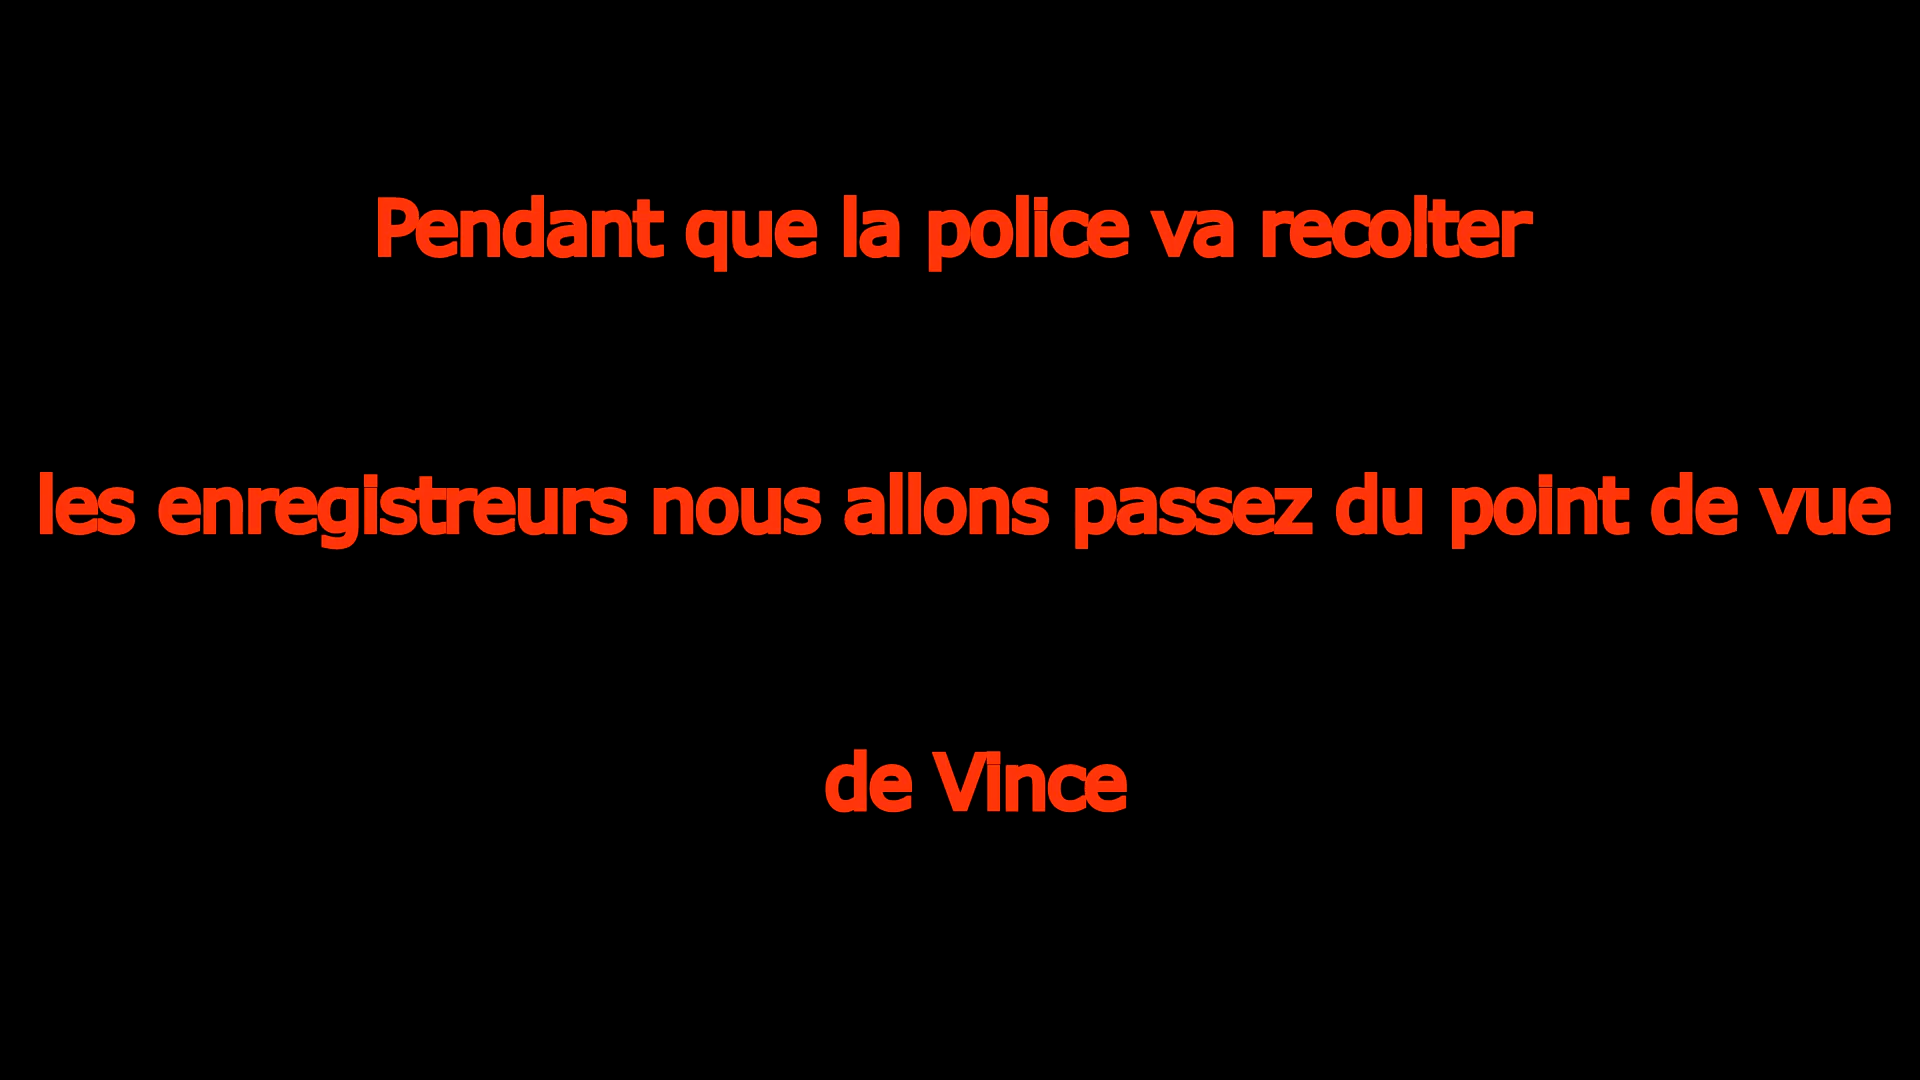 Pendant que la police va recolter
les enregistreurs nous allons passez du point de vue
de Vince